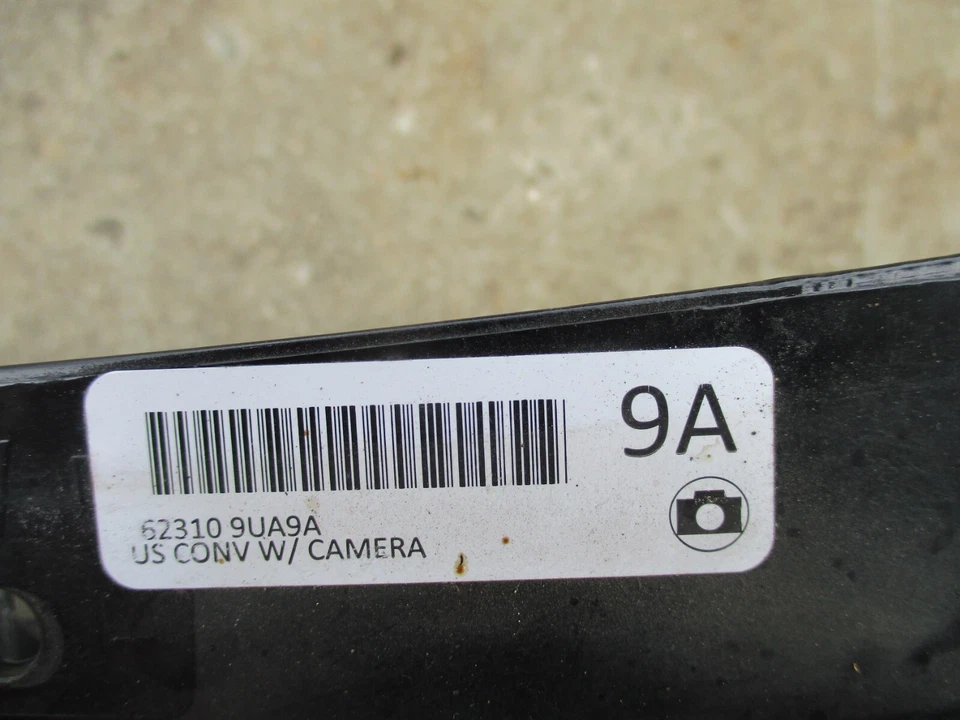 9A
62310 9UA9A
US CONV W/ CAMERA